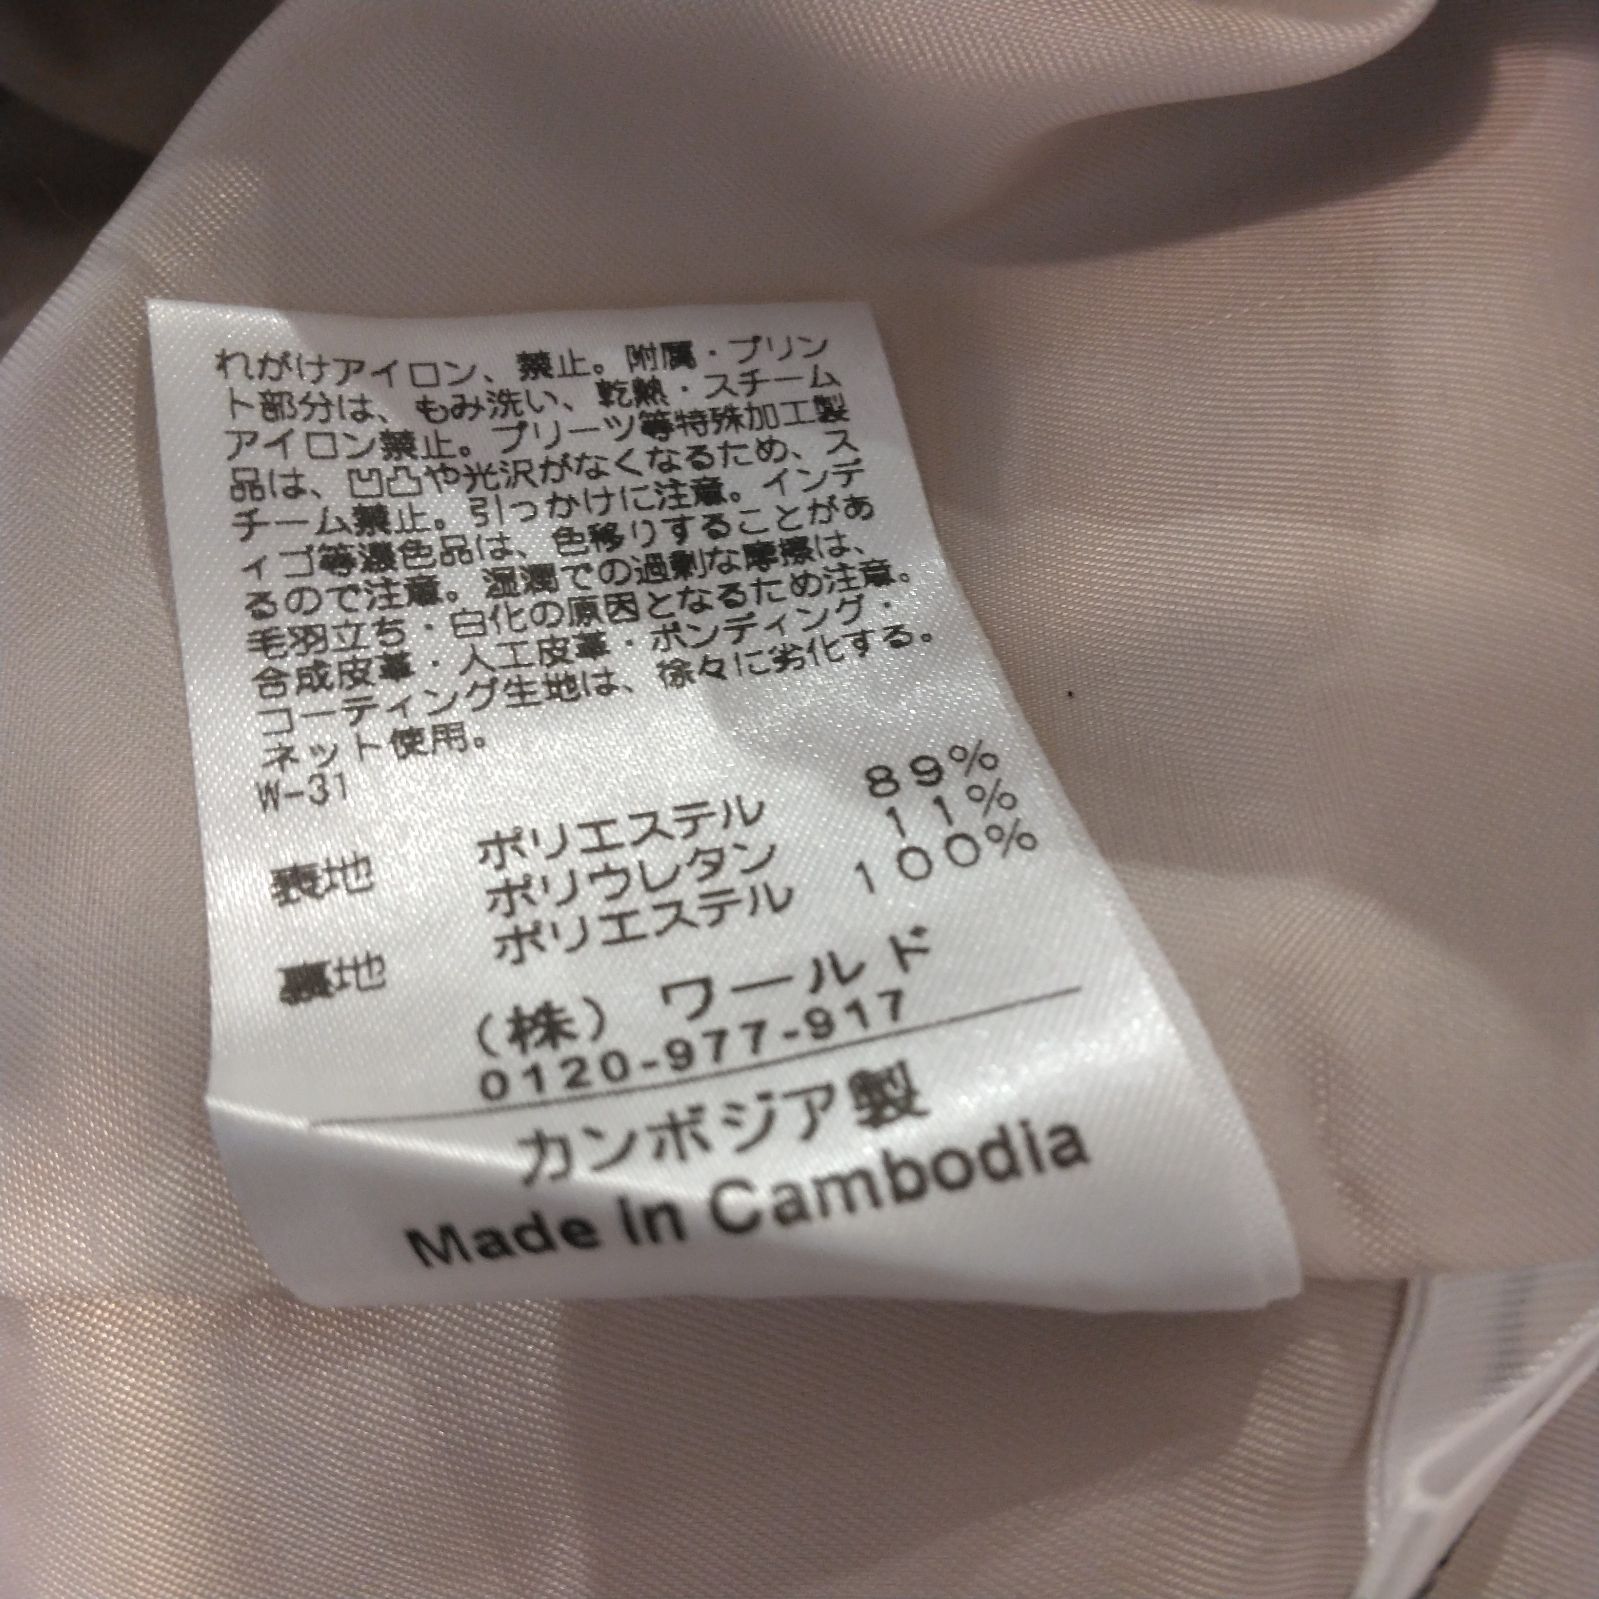 れがけアイロン、禁止。附属・プリン
ト部分は、もみ洗い、乾熱・スチーム
アイロン禁止。プリーツ等特殊加工製
品は、凹凸や光沢がなくなるため、ス
チーム禁止。引っかけに注意。インデ
ィゴ等濃色品は、色移りすることがあ
るので注意。湿潤での過剰な摩擦は、
毛羽立ち・白化の原因となるため注意。
合成皮革・人工皮革・ボンディング・
コーティング生地は、徐々に劣化する。
ネット使用。
W-31
表地 ポリエステル 89%
ポリウレタン 11%
裏地 ポリエステル 100%
(株) ワールド
0120-977-917
カンボジア製
Made in Cambodia